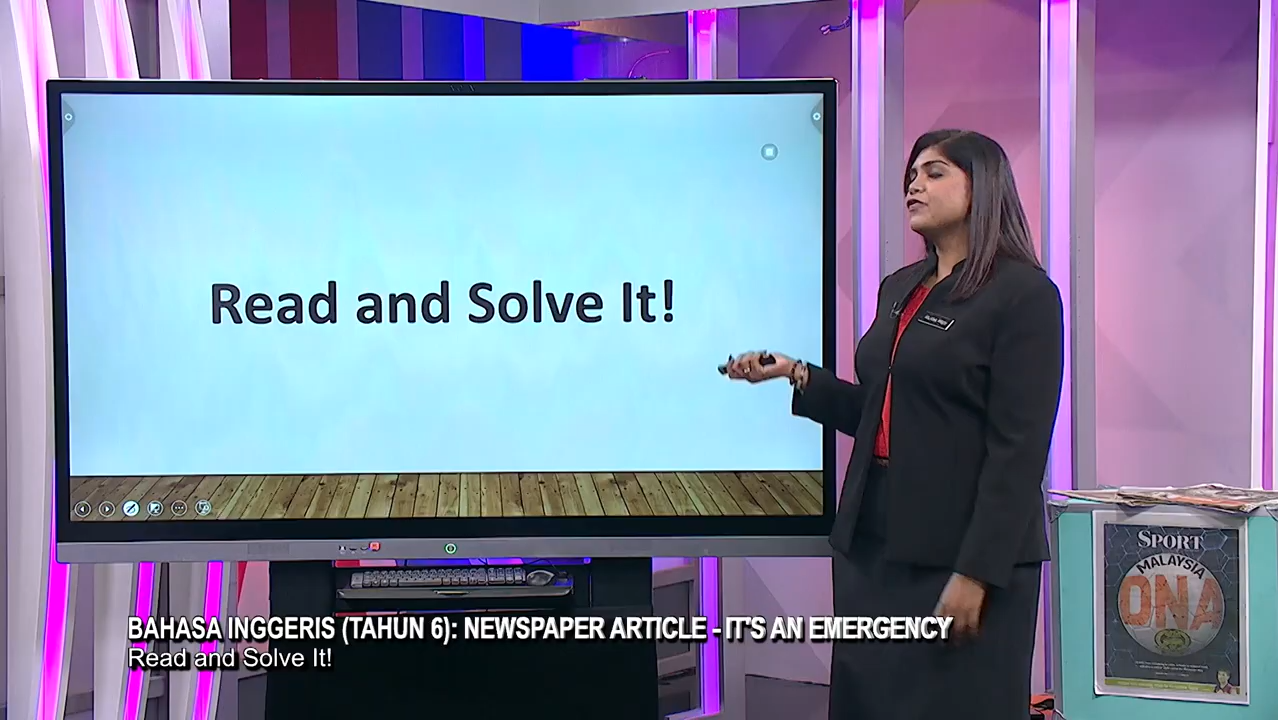 Read and Solve It!
SPORT
MALAYSIA
DNA
BAHASA INGGERIS (TAHUN 6): NEWSPAPER ARTICLE - IT'S AN EMERGENCY
Read and Solve It!